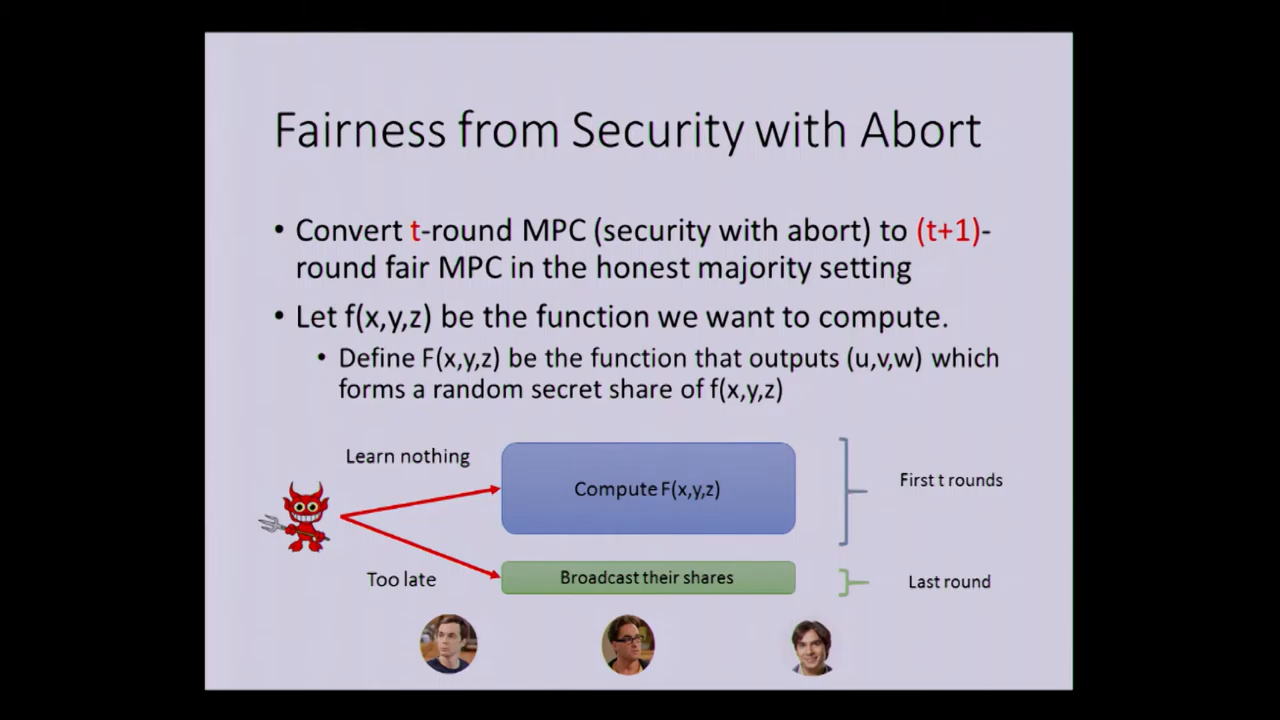 Fairness from Security with Abort
• Convert t-round MPC (security with abort) to (t+1)-
round fair MPC in the honest majority setting
• Let f(x,y,z) be the function we want to compute.
• Define F(x,y,z) be the function that outputs (u,v,w) which
forms a random secret share of f(x,y,z)
Learn nothing
Compute F(x,y,z)
First t rounds
Too late
Broadcast their shares
Last round